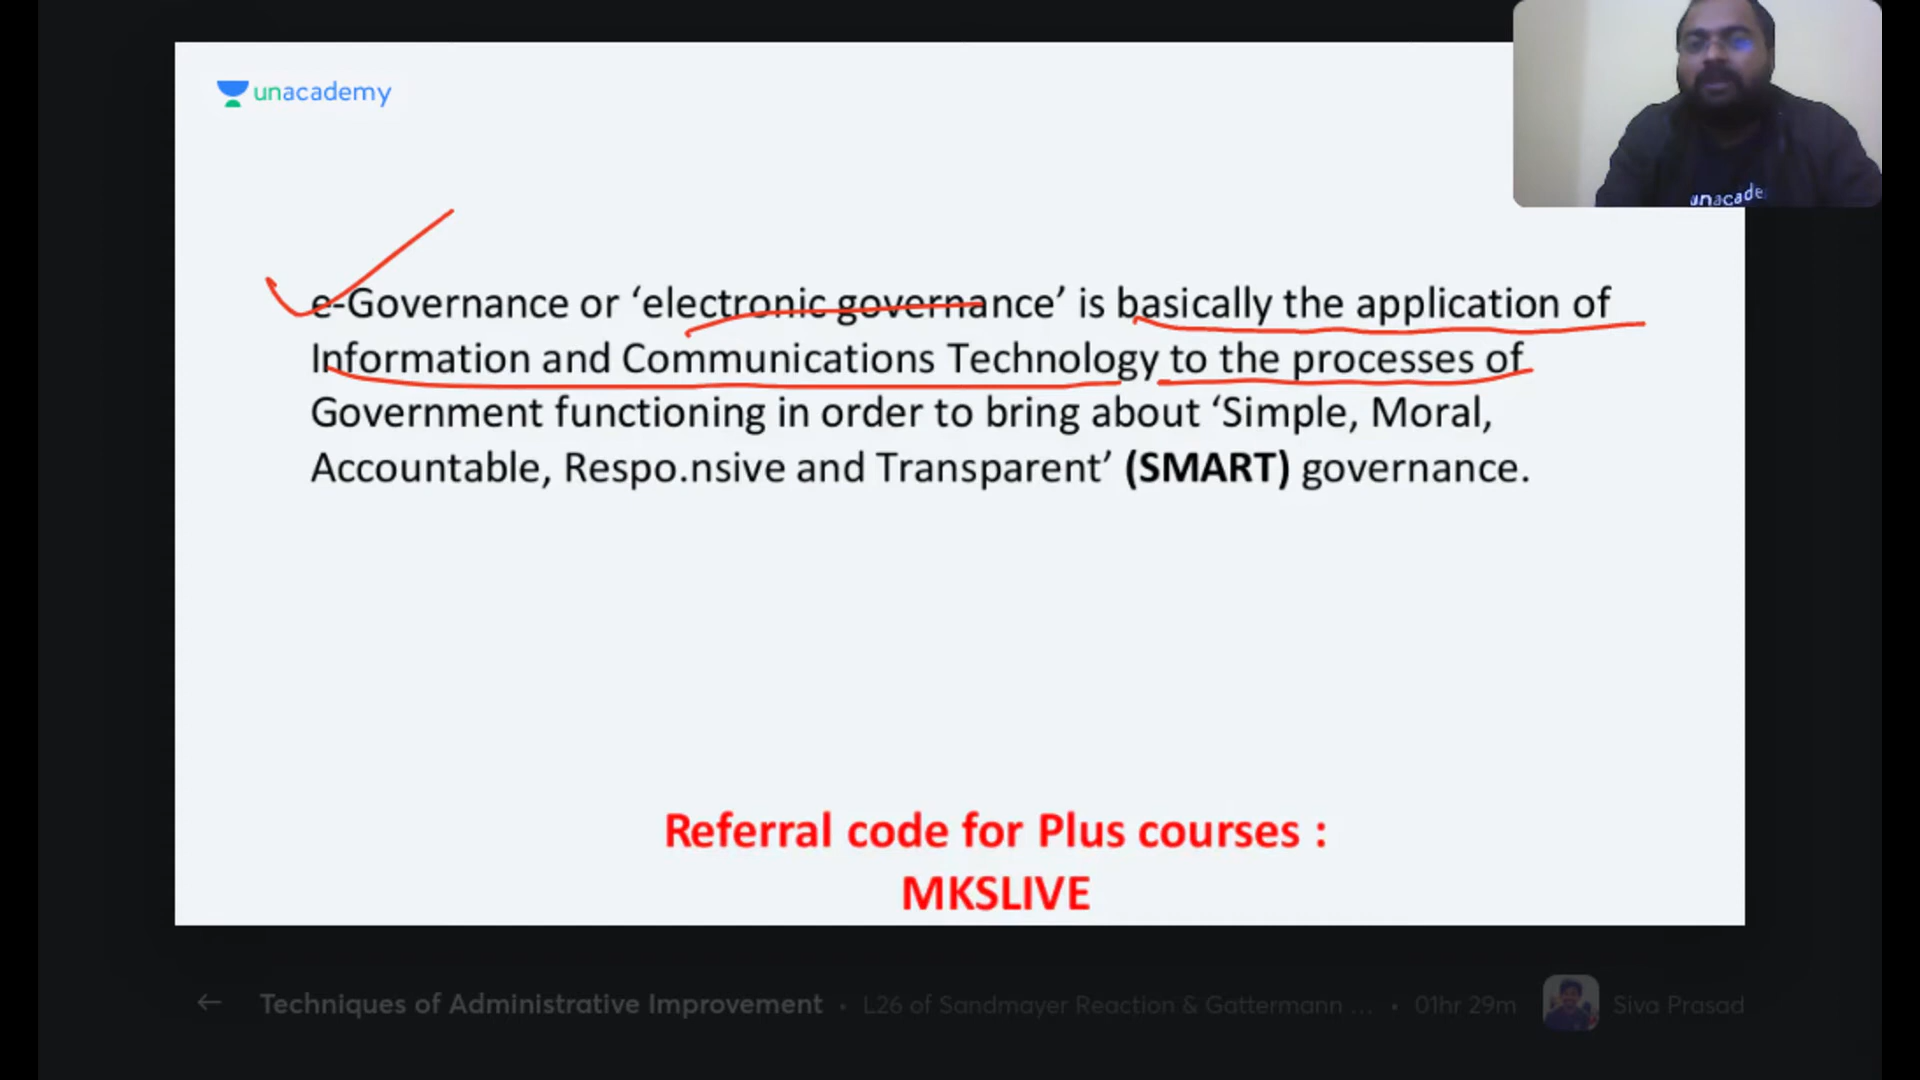 unacademy
unacade
e-Governance or ‘electronic governance’ is basically the application of
Information and Communications Technology to the processes of
Government functioning in order to bring about ‘Simple, Moral,
Accountable, Respo.nsive and Transparent’ (SMART) governance.
Referral code for Plus courses :
MKSLIVE
Techniques of Administrative Improvement • L26 of Sandmayer Reaction & Gattermann ... • 01hr 29m Siva Prasad